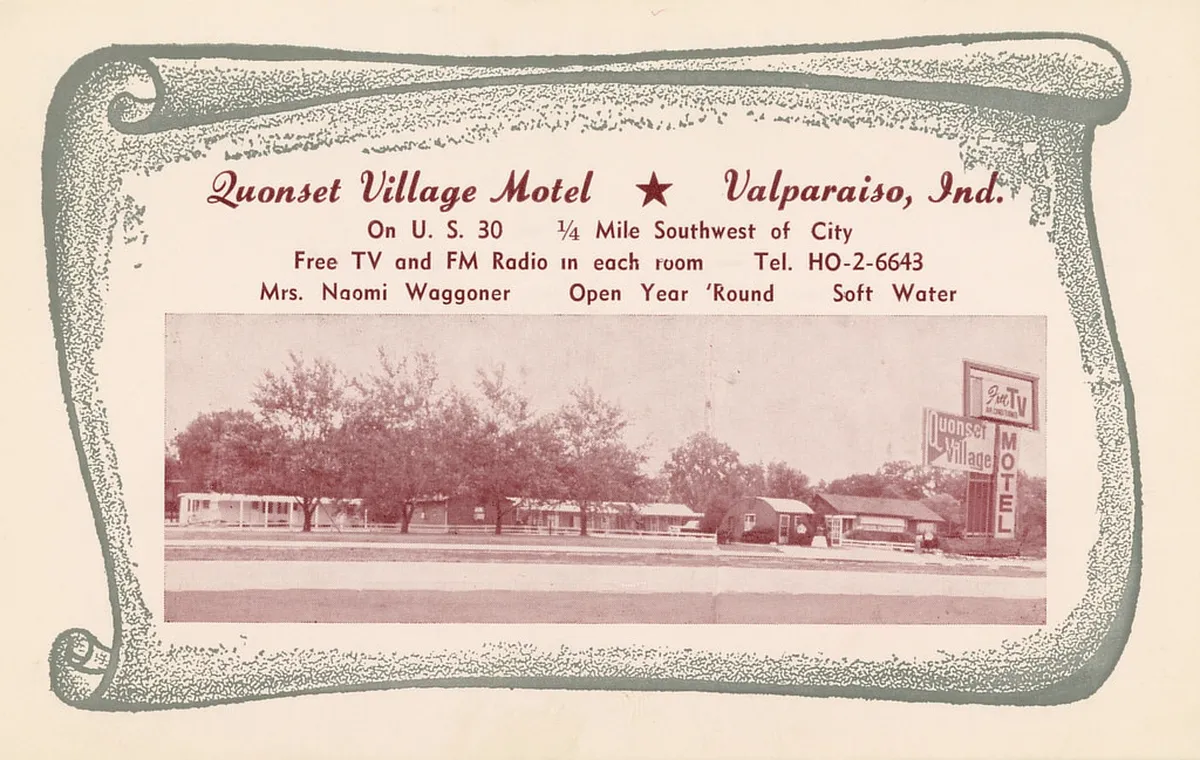 Quonset Village Motel ★ Valparaiso, Ind.
On U. S. 30 ¼ Mile Southwest of City
Free TV and FM Radio in each room Tel. HO-2-6643
Mrs. Naomi Waggoner Open Year 'Round Soft Water
Free TV
AIR CONDITIONED
Quonset
Village
MOTEL